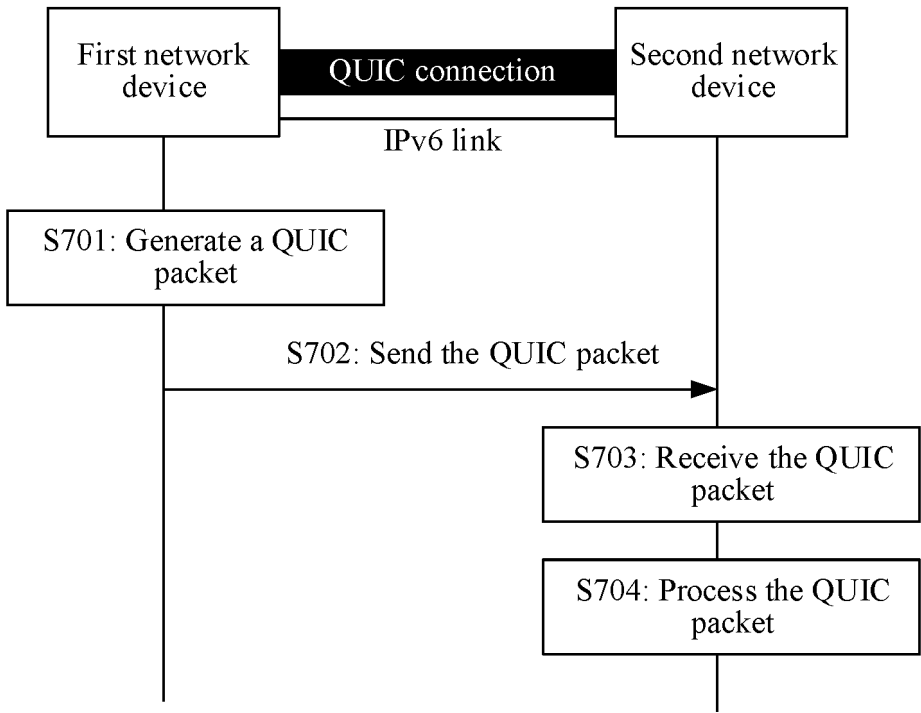 First network
device
QUIC connection
Second network
device
IPv6 link
S701: Generate a QUIC
packet
S702: Send the QUIC packet
S703: Receive the QUIC
packet
S704: Process the QUIC
packet